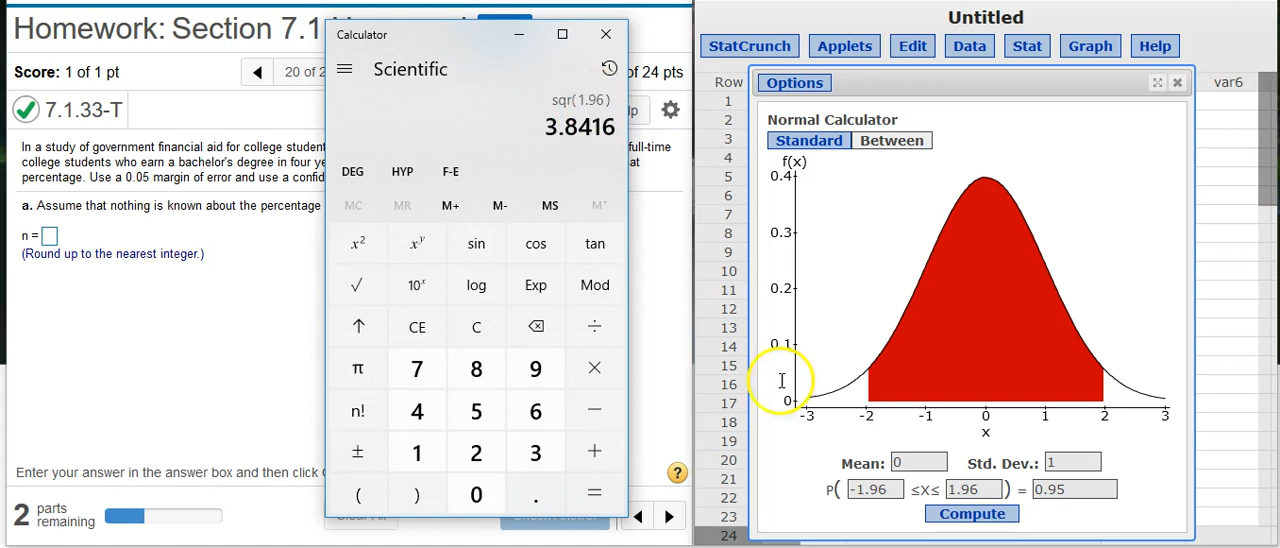 Homework: Section 7.1
Score: 1 of 1 pt
20 of 2
of 24 pts
7.1.33-T
lp
In a study of government financial aid for college student
full-time
college students who earn a bachelor's degree in four ye
at
percentage. Use a 0.05 margin of error and use a confid
a. Assume that nothing is known about the percentage
n =
(Round up to the nearest integer.)
Enter your answer in the answer box and then click
?
2 parts
remaining
Clear All
Check Answer
Calculator
Scientific
sqr(1.96)
3.8416
DEG HYP F-E
MC MR M+ M- MS M˅
x² xʸ sin cos tan
√ 10ˣ log Exp Mod
↑ CE C ⌫ ÷
π 7 8 9 ×
n! 4 5 6 −
± 1 2 3 +
( ) 0 . =
Untitled
StatCrunch Applets Edit Data Stat Graph Help
Row
var6
1
2
3
4
5
6
7
8
9
10
11
12
13
14
15
16
17
18
19
20
21
22
23
24
Options
Normal Calculator
Standard Between
f(x)
0.4
0.3
0.2
0.1
0
-3 -2 -1 0 1 2 3
x
Mean: 0 Std. Dev.: 1
P( -1.96 ≤X≤ 1.96 ) = 0.95
Compute